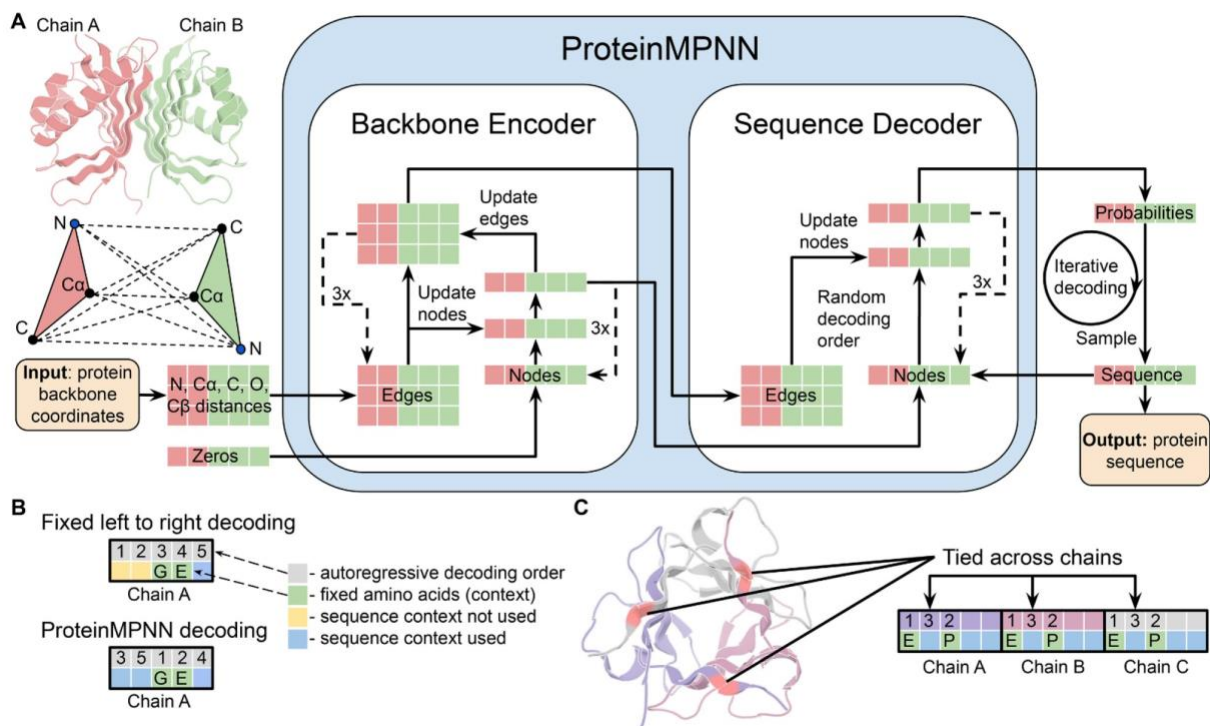 A
Chain A
Chain B
ProteinMPNN
Backbone Encoder
Sequence Decoder
N
C
Cα
Cα
C
N
Input: protein
backbone
coordinates
N, Cα, C, O,
Cβ distances
Zeros
Update
edges
3x
Update
nodes
3x
Edges
Nodes
Update
nodes
Random
decoding
order
3x
Edges
Nodes
Probabilities
Iterative
decoding
Sample
Sequence
Output: protein
sequence
B
Fixed left to right decoding
1 2 3 4 5
G E
Chain A
ProteinMPNN decoding
3 5 1 2 4
G E
Chain A
- autoregressive decoding order
- fixed amino acids (context)
- sequence context not used
- sequence context used
C
Tied across chains
1 3 2 1 3 2 1 3 2
E P E P E P
Chain A Chain B Chain C